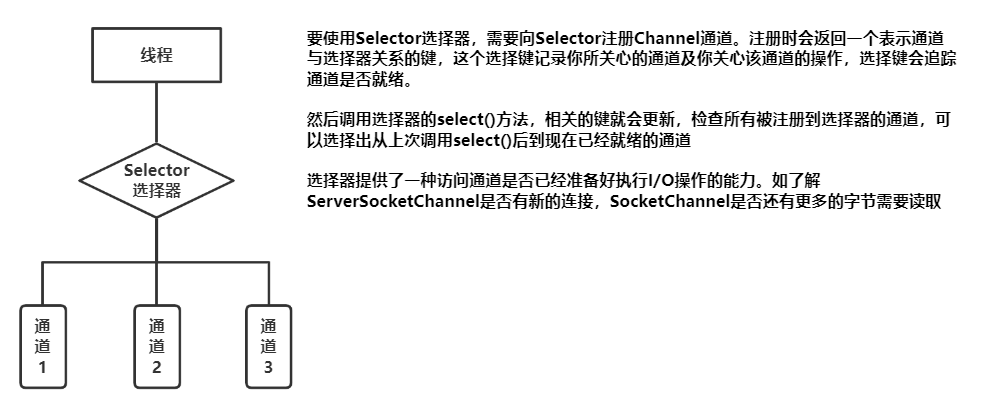 线程
Selector
选择器
通
道
1
通
道
2
通
道
3
要使用Selector选择器，需要向Selector注册Channel通道。注册时会返回一个表示通道
与选择器关系的键，这个选择键记录你所关心的通道及你关心该通道的操作，选择键会追踪
通道是否就绪。
然后调用选择器的select()方法，相关的键就会更新，检查所有被注册到选择器的通道，可
以选择出从上次调用select()后到现在已经就绪的通道
选择器提供了一种访问通道是否已经准备好执行I/O操作的能力。如了解
ServerSocketChannel是否有新的连接，SocketChannel是否还有更多的字节需要读取